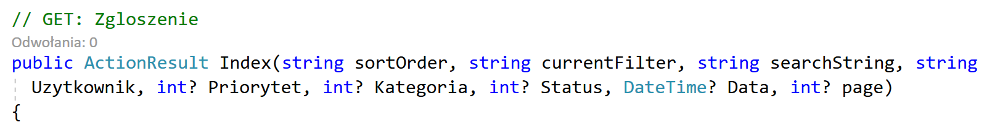 // GET: Zgloszenie
Odwołania: 0
public ActionResult Index(string sortOrder, string currentFilter, string searchString, string
Uzytkownik, int? Priorytet, int? Kategoria, int? Status, DateTime? Data, int? page)
{